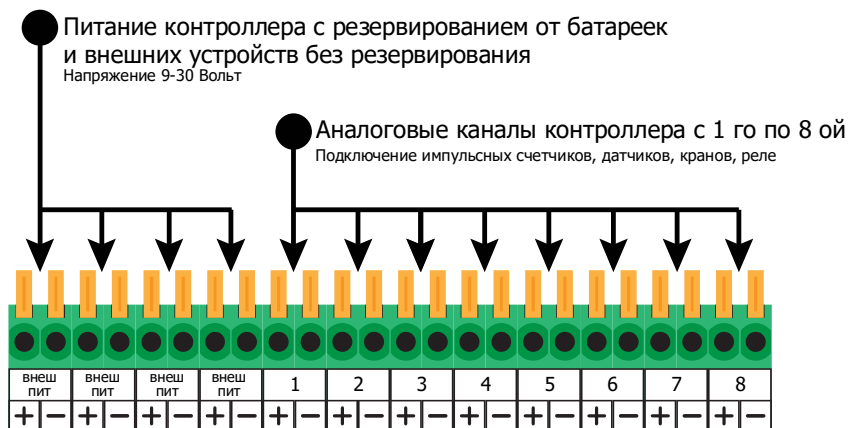 Питание контроллера с резервированием от батареек
и внешних устройств без резервирования
Напряжение 9-30 Вольт
Аналоговые каналы контроллера с 1 го по 8 ой
Подключение импульсных счетчиков, датчиков, кранов, реле
внеш внеш внеш внеш
пит пит пит пит 1 2 3 4 5 6 7 8
+ − + − + − + − + − + − + − + − + − + − + − + −